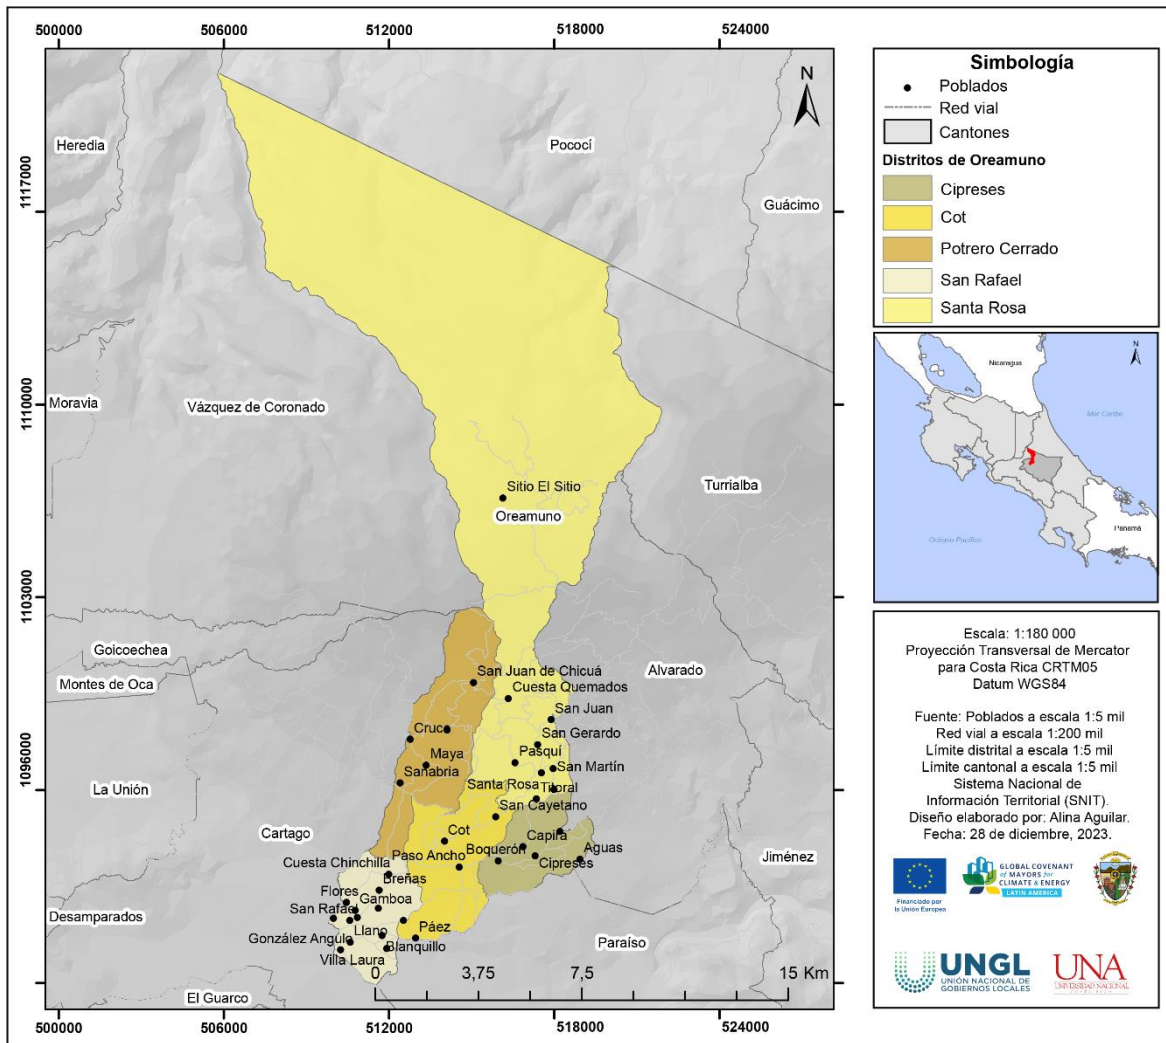 500000 506000 512000 518000 524000
N
Heredia
Pococí
Guácimo
1117000
Moravia
Vázquez de Coronado
1110000
Turrialba
Sitio El Sitio
Oreamuno
1103000
Goicoechea
Montes de Oca
Alvarado
San Juan de Chicuá
Cuesta Quemados
San Juan
San Gerardo
Cruce
Maya
Pasquí
San Martín
Sanabria
Santa Rosa
Titoral
1096000
La Unión
San Cayetano
Cartago
Cot
Capira
Boquerón
Aguas
Cipreses
Paso Ancho
Cuesta Chinchilla
Breñas
Jiménez
Flores
Gamboa
San Rafael
Desamparados
Páez
Llano
Paraíso
González Angulo
Blanquillo
Villa Laura
El Guarco
0 3,75 7,5 15 Km
500000 506000 512000 518000 524000
Simbología
Poblados
Red vial
Cantones
Distritos de Oreamuno
Cipreses
Cot
Potrero Cerrado
San Rafael
Santa Rosa
N
Nicaragua
Mar Caribe
Océano Pacífico
Panamá
Escala: 1:180 000
Proyección Transversal de Mercator
para Costa Rica CRTM05
Datum WGS84
Fuente: Poblados a escala 1:5 mil
Red vial a escala 1:200 mil
Límite distrital a escala 1:5 mil
Límite cantonal a escala 1:5 mil
Sistema Nacional de
Información Territorial (SNIT).
Diseño elaborado por: Alina Aguilar.
Fecha: 28 de diciembre, 2023.
Financiado por
la Unión Europea
GLOBAL COVENANT
of MAYORS for
CLIMATE & ENERGY
LATIN AMERICA
UNGL
UNIÓN NACIONAL DE
GOBIERNOS LOCALES
UNA
UNIVERSIDAD NACIONAL